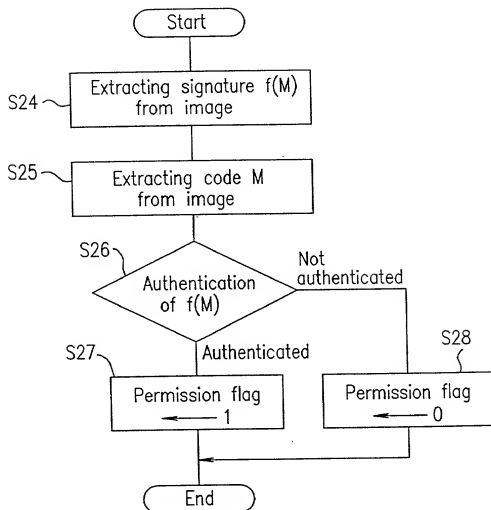 Start
S24
Extracting signature f(M)
from image
S25
Extracting code M
from image
S26
Authentication
of f(M)
Not
authenticated
Authenticated
S27
Permission flag
← 1
S28
Permission flag
← 0
End